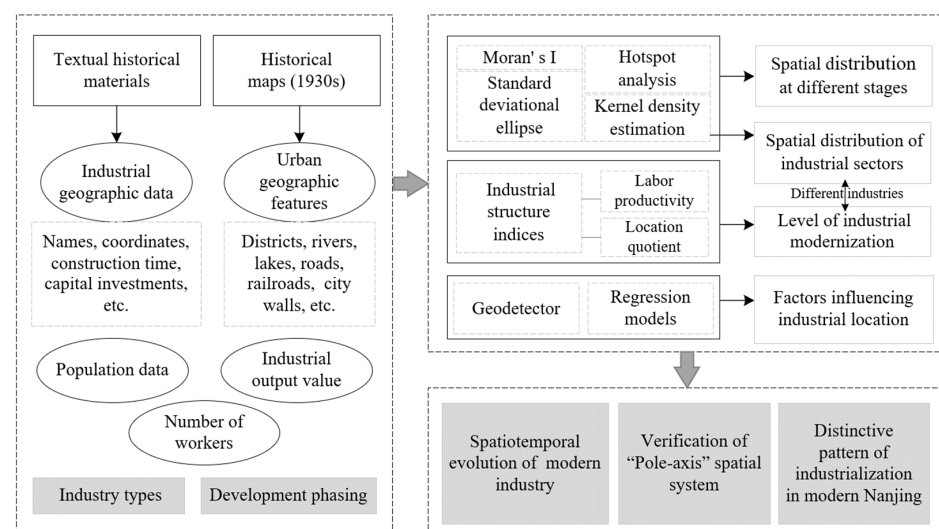 Textual historical
materials
Historical
maps (1930s)
Industrial
geographic data
Urban
geographic
features
Names, coordinates,
construction time,
capital investments,
etc.
Districts, rivers,
lakes, roads,
railroads, city
walls, etc.
Population data
Industrial
output value
Number of
workers
Industry types
Development phasing
Moran' s I
Standard
deviational
ellipse
Hotspot
analysis
Kernel density
estimation
Spatial distribution
at different stages
Spatial distribution of
industrial sectors
Different industries
Industrial
structure
indices
Labor
productivity
Location
quotient
Level of industrial
modernization
Geodetector
Regression
models
Factors influencing
industrial location
Spatiotemporal
evolution of modern
industry
Verification of
“Pole-axis” spatial
system
Distinctive
pattern of
industrialization
in modern Nanjing